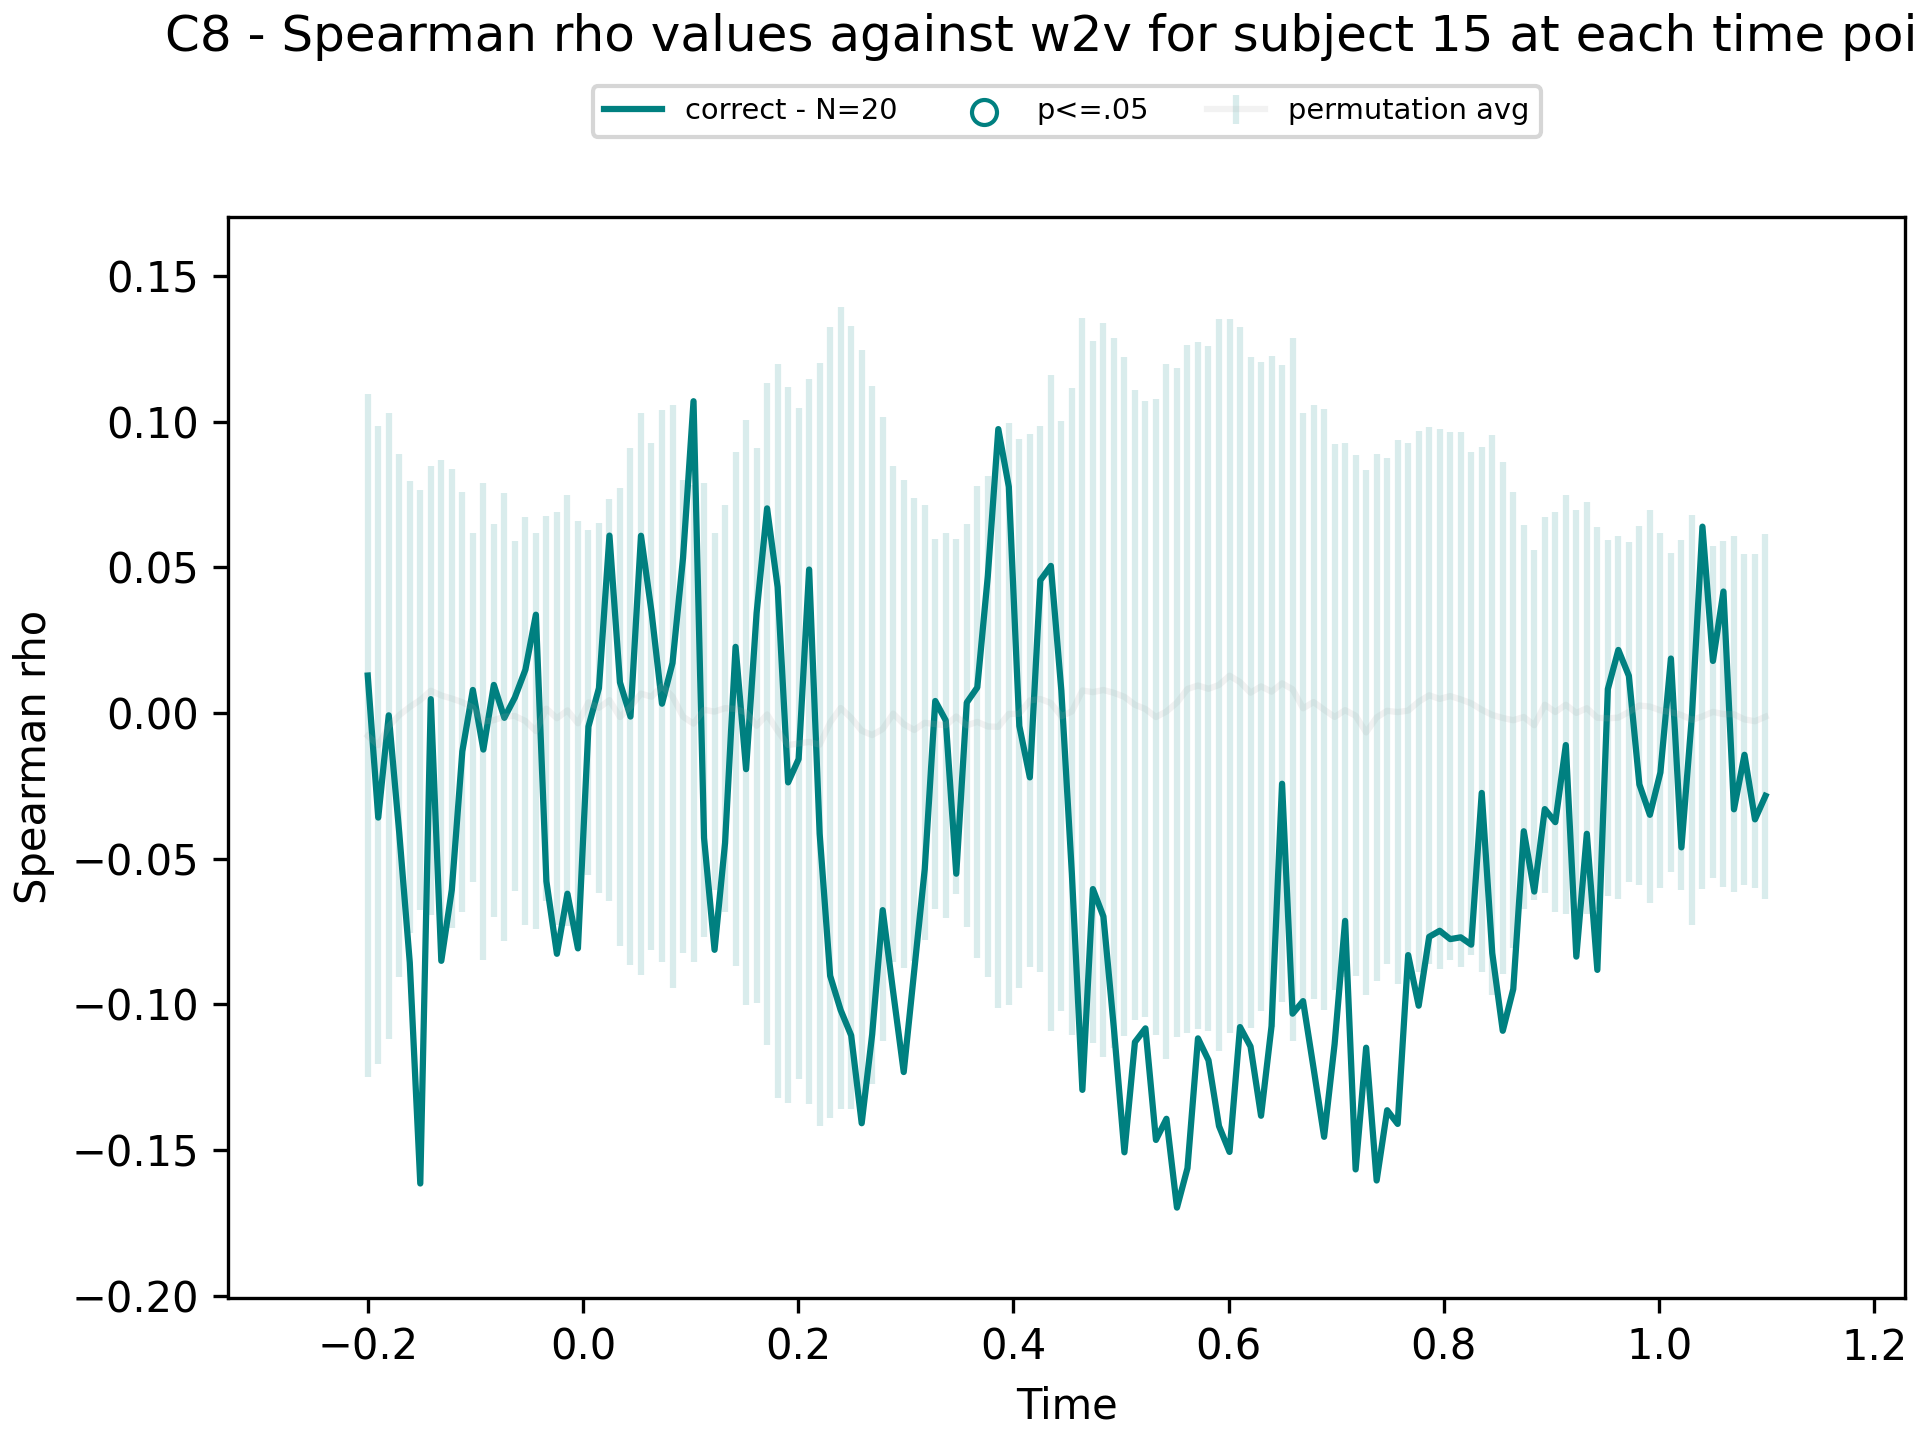 C8 - Spearman rho values against w2v for subject 15 at each time poi
correct - N=20 p<=.05 permutation avg
0.15
0.10
0.05
0.00
−0.05
−0.10
−0.15
−0.20
Spearman rho
−0.2 0.0 0.2 0.4 0.6 0.8 1.0 1.2
Time